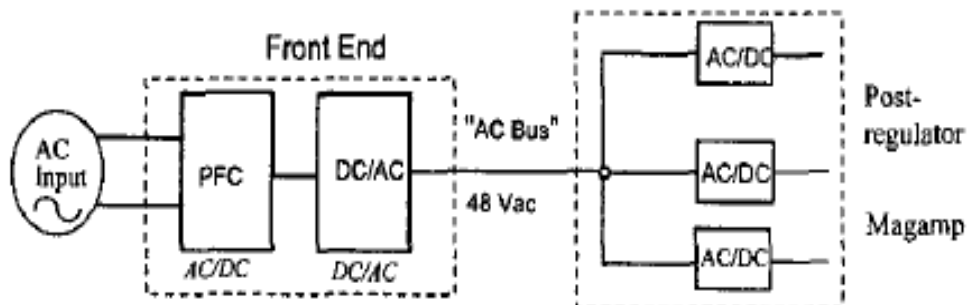 Front End
AC
Input
PFC
DC/AC
AC/DC
DC/AC
"AC Bus"
48 Vac
AC/DC
AC/DC
AC/DC
Post-
regulator
Magamp